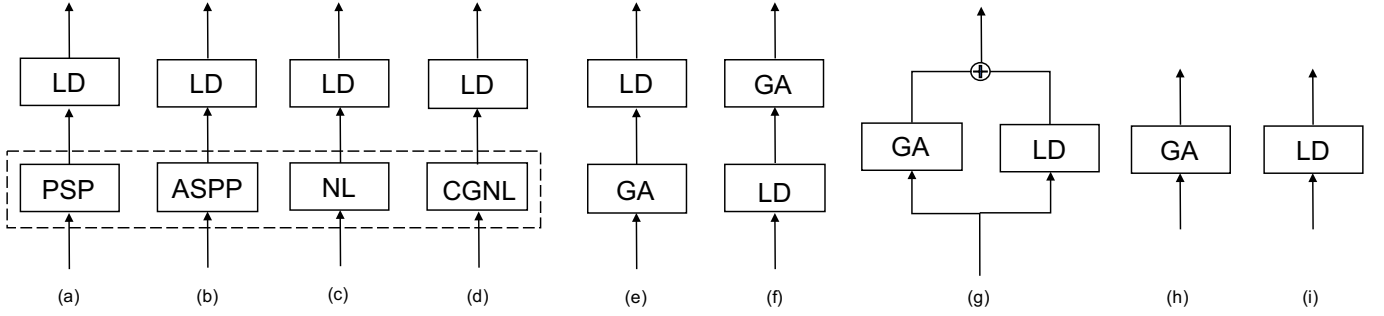 LD LD LD LD LD GA
PSP ASPP NL CGNL GA LD
GA LD GA LD
(a) (b) (c) (d) (e) (f) (g) (h) (i)